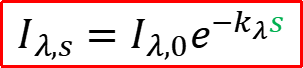 I_{λ,s} = I_{λ,0}e^{-k_λ s}